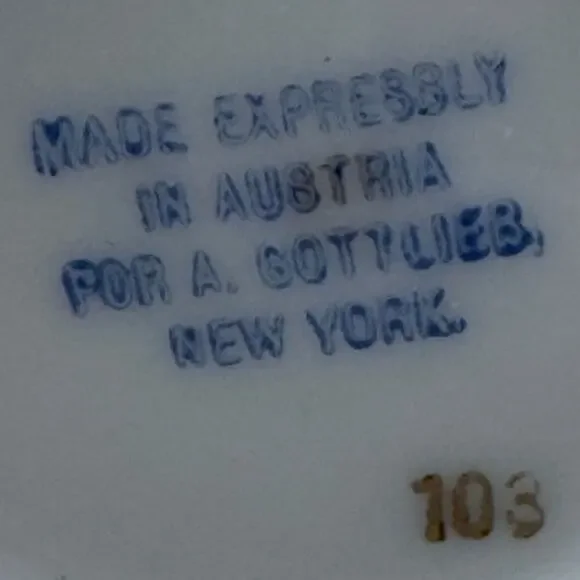 MADE EXPRESSLY
IN AUSTRIA
FOR A. GOTTLIEB,
NEW YORK.
103